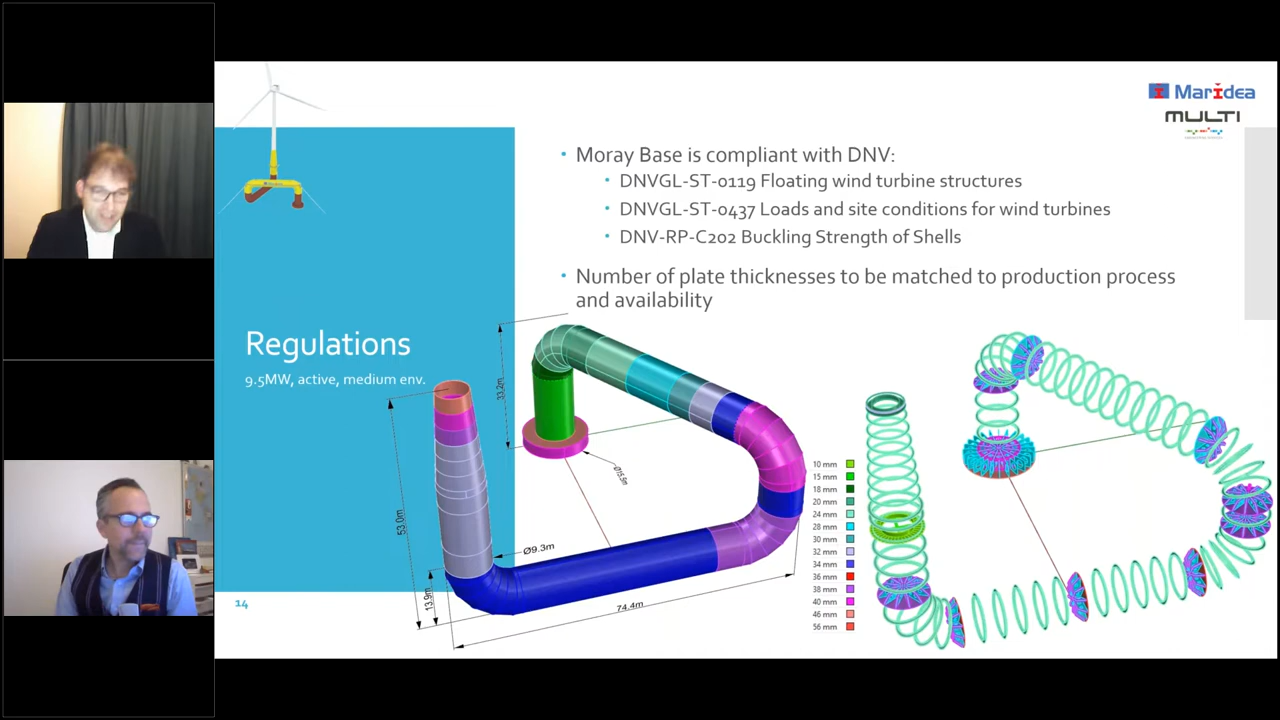 Maridea
MULTI
• Moray Base is compliant with DNV:
• DNVGL-ST-0119 Floating wind turbine structures
• DNVGL-ST-0437 Loads and site conditions for wind turbines
• DNV-RP-C202 Buckling Strength of Shells
• Number of plate thicknesses to be matched to production process
and availability
Regulations
9.5MW, active, medium env.
33.2m
Ø15.9m
53.0m
Ø9.3m
13.9m
74.4m
10 mm
15 mm
18 mm
20 mm
24 mm
28 mm
30 mm
32 mm
34 mm
36 mm
38 mm
40 mm
46 mm
56 mm
14